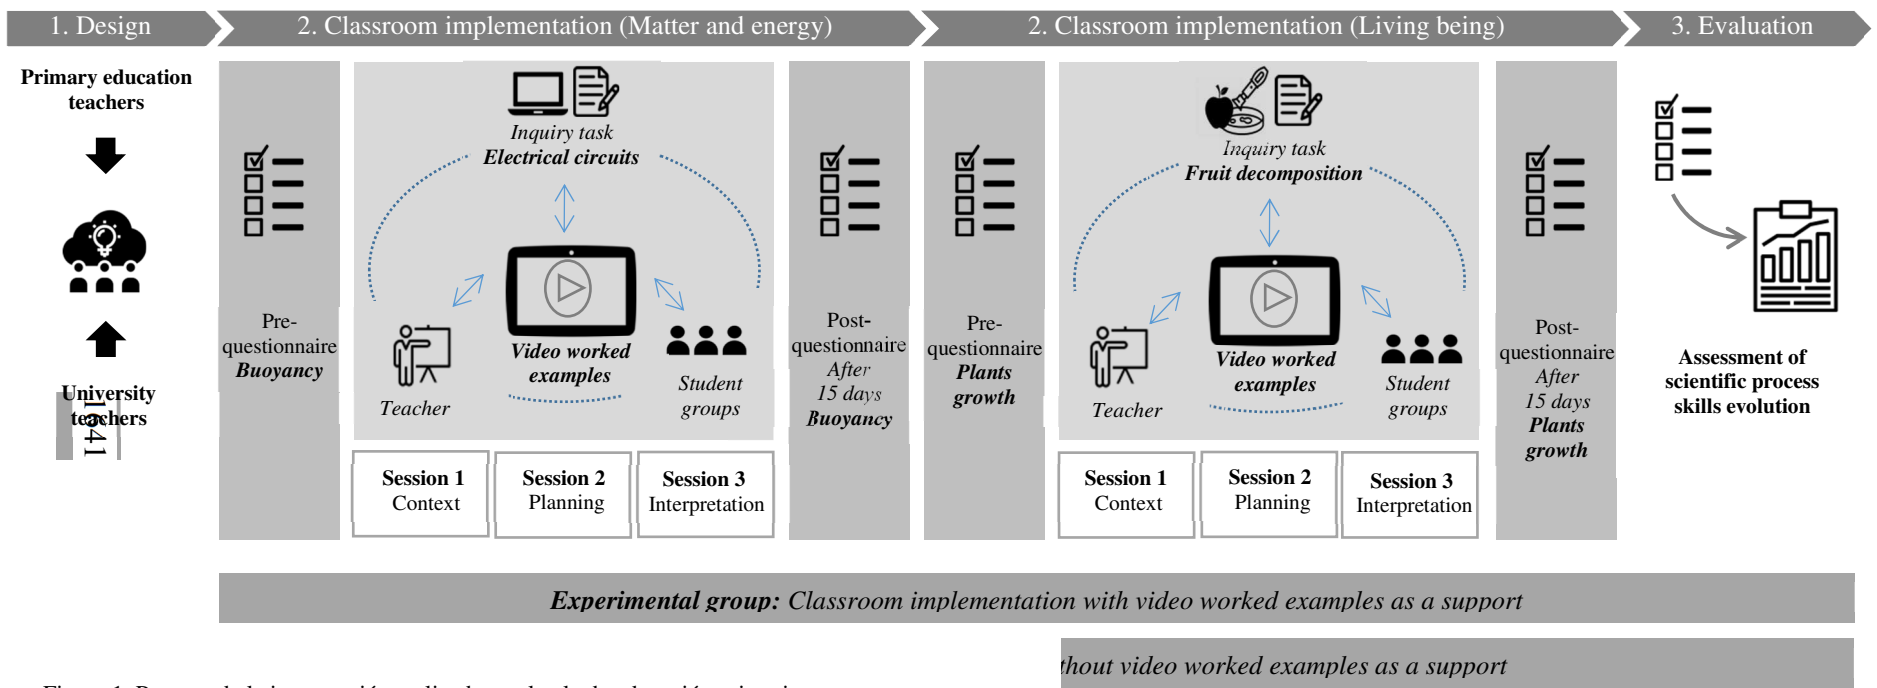 1. Design
2. Classroom implementation (Matter and energy)
2. Classroom implementation (Living being)
3. Evaluation
Primary education
teachers
University
teachers
1641
Pre-
questionnaire
Buoyancy
Inquiry task
Electrical circuits
Video worked
examples
Teacher
Student
groups
Session 1
Context
Session 2
Planning
Session 3
Interpretation
Post-
questionnaire
After
15 days
Buoyancy
Pre-
questionnaire
Plants
growth
Inquiry task
Fruit decomposition
Video worked
examples
Teacher
Student
groups
Session 1
Context
Session 2
Planning
Session 3
Interpretation
Post-
questionnaire
After
15 days
Plants
growth
Assessment of
scientific process
skills evolution
Experimental group: Classroom implementation with video worked examples as a support
thout video worked examples as a support